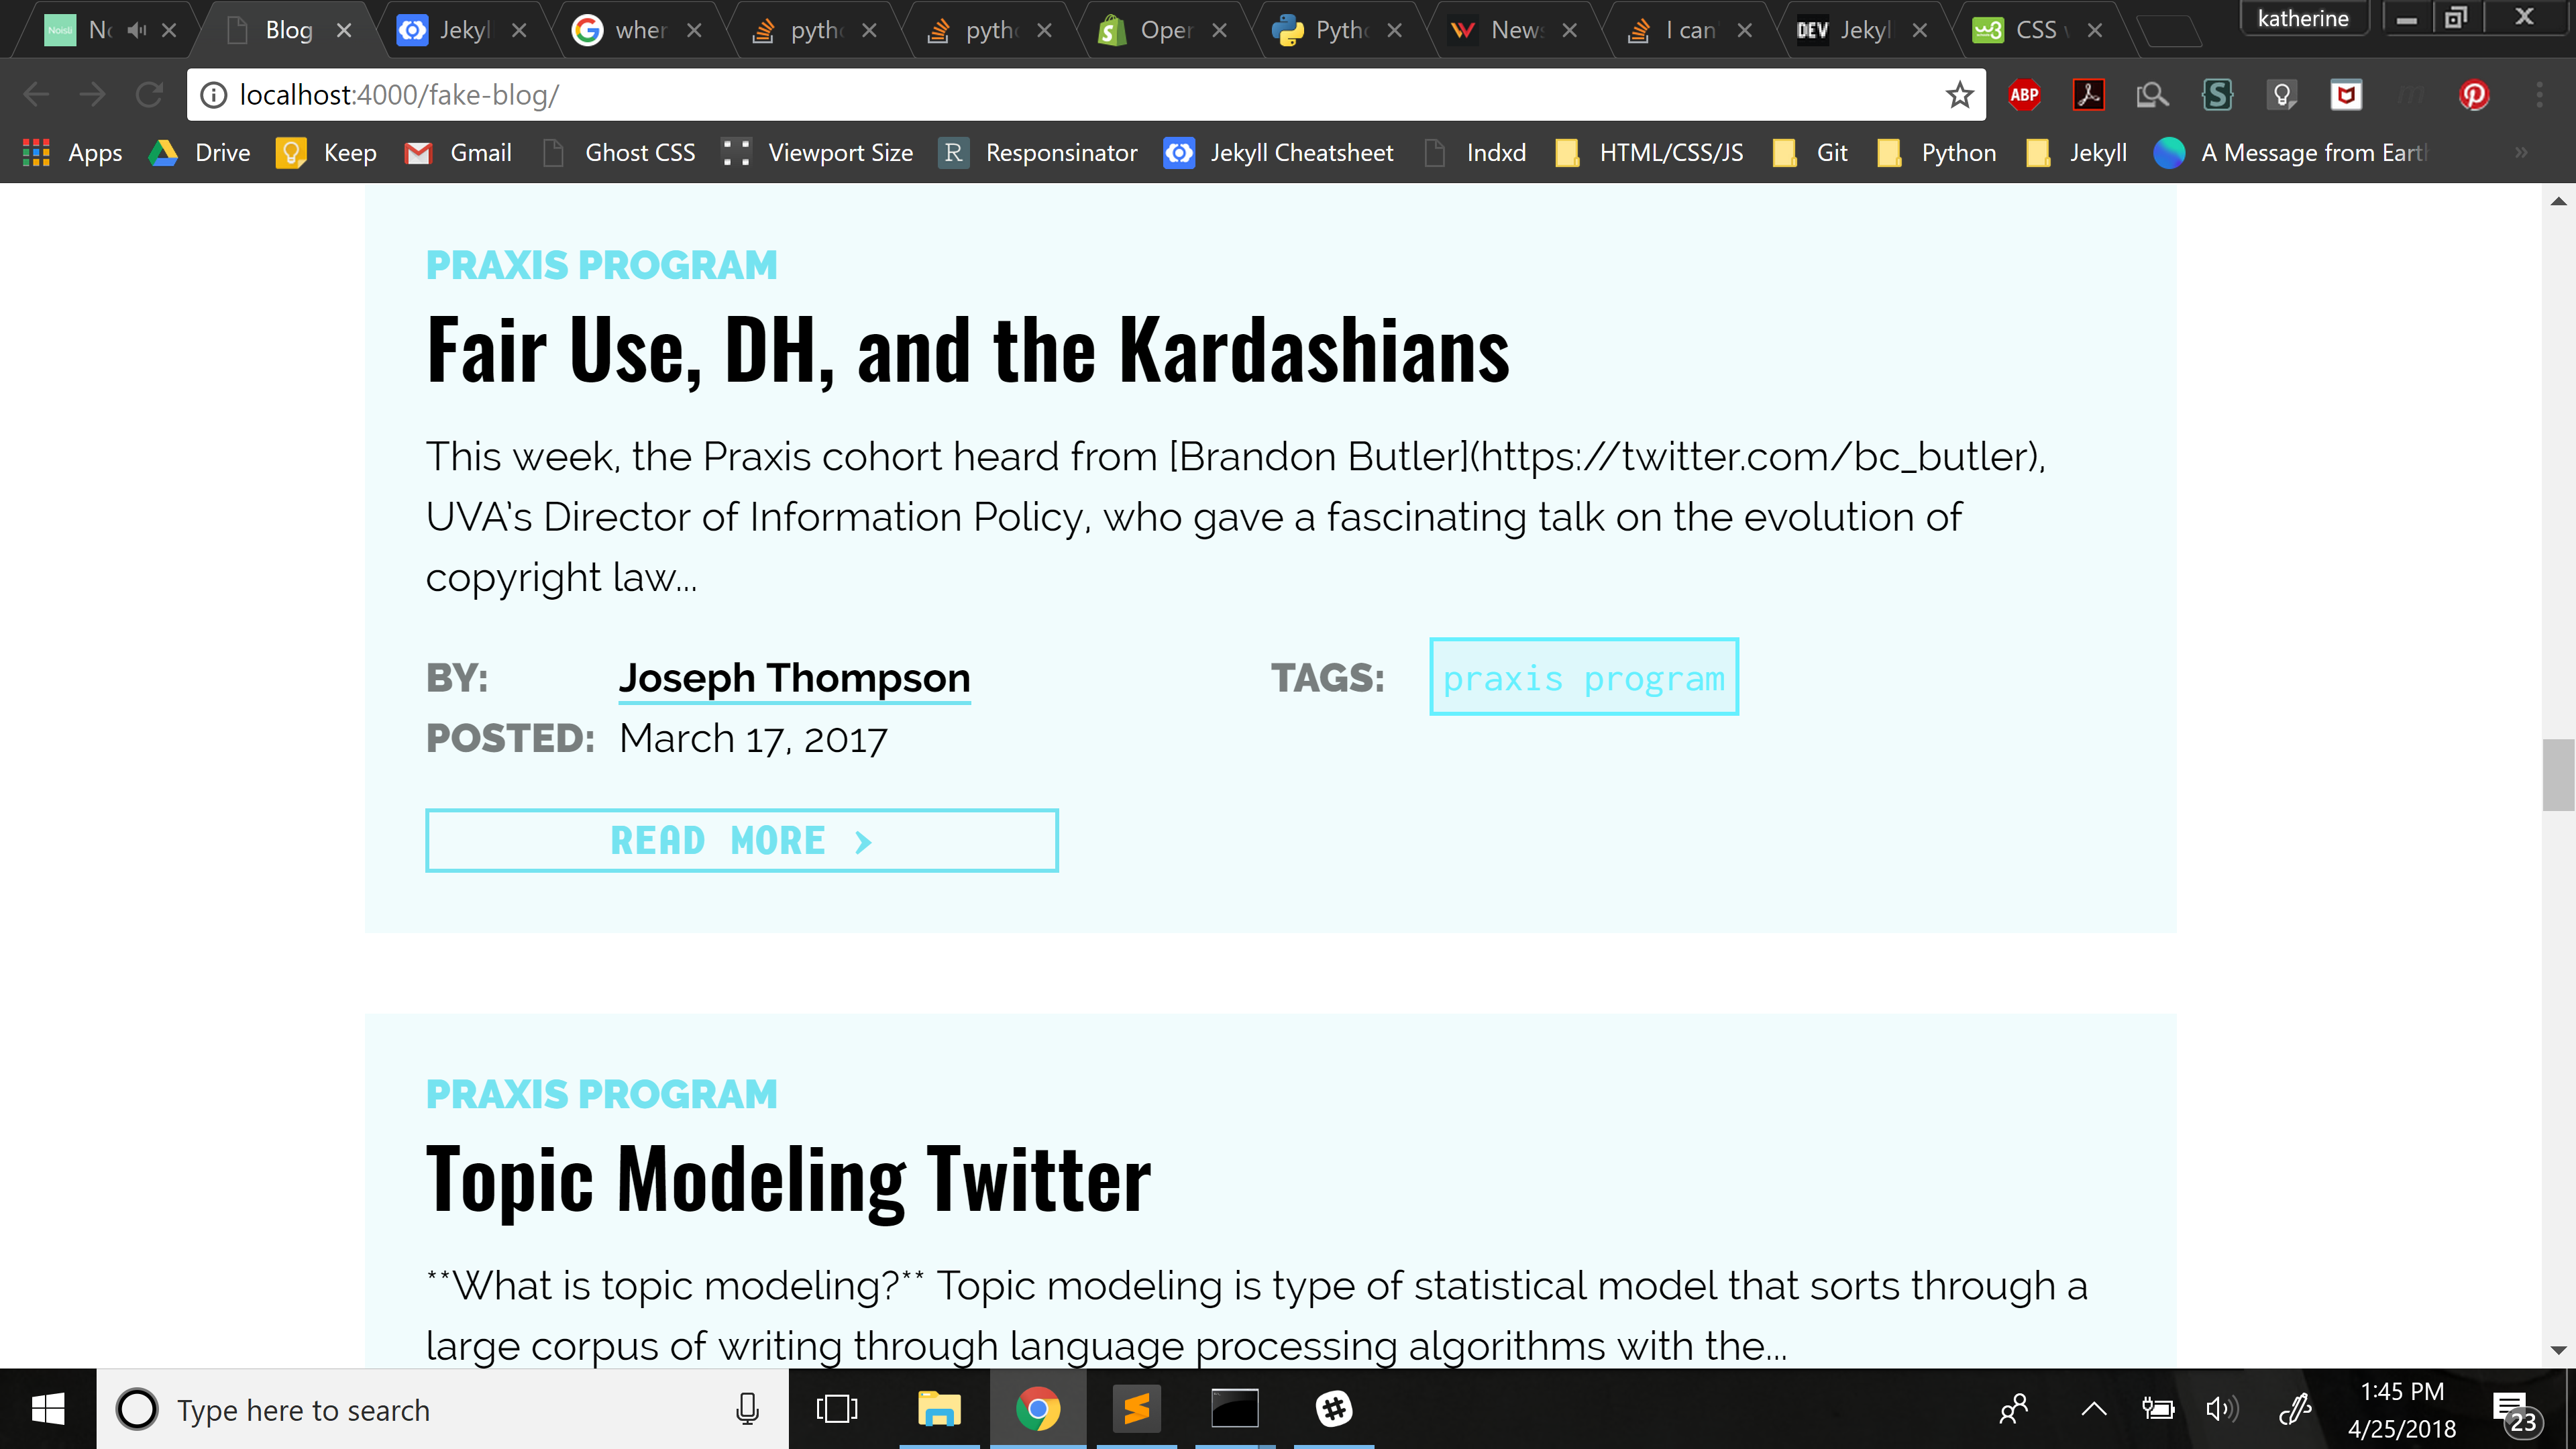 Noisli
Blog
Jekyl
wher
pyth
pyth
Oper
Pyth
News
I can
DEV
Jekyl
w3
CSS
katherine
localhost:4000/fake-blog/
ABP
Apps
Drive
Keep
Gmail
Ghost CSS
Viewport Size
R
Responsinator
Jekyll Cheatsheet
Indxd
HTML/CSS/JS
Git
Python
Jekyll
A Message from Eart
»
PRAXIS PROGRAM
Fair Use, DH, and the Kardashians
This week, the Praxis cohort heard from [Brandon Butler](https://twitter.com/bc_butler),
UVA's Director of Information Policy, who gave a fascinating talk on the evolution of
copyright law...
BY: Joseph Thompson
TAGS: praxis program
POSTED: March 17, 2017
READ MORE >
PRAXIS PROGRAM
Topic Modeling Twitter
**What is topic modeling?** Topic modeling is type of statistical model that sorts through a
large corpus of writing through language processing algorithms with the...
Type here to search
1:45 PM
4/25/2018
23